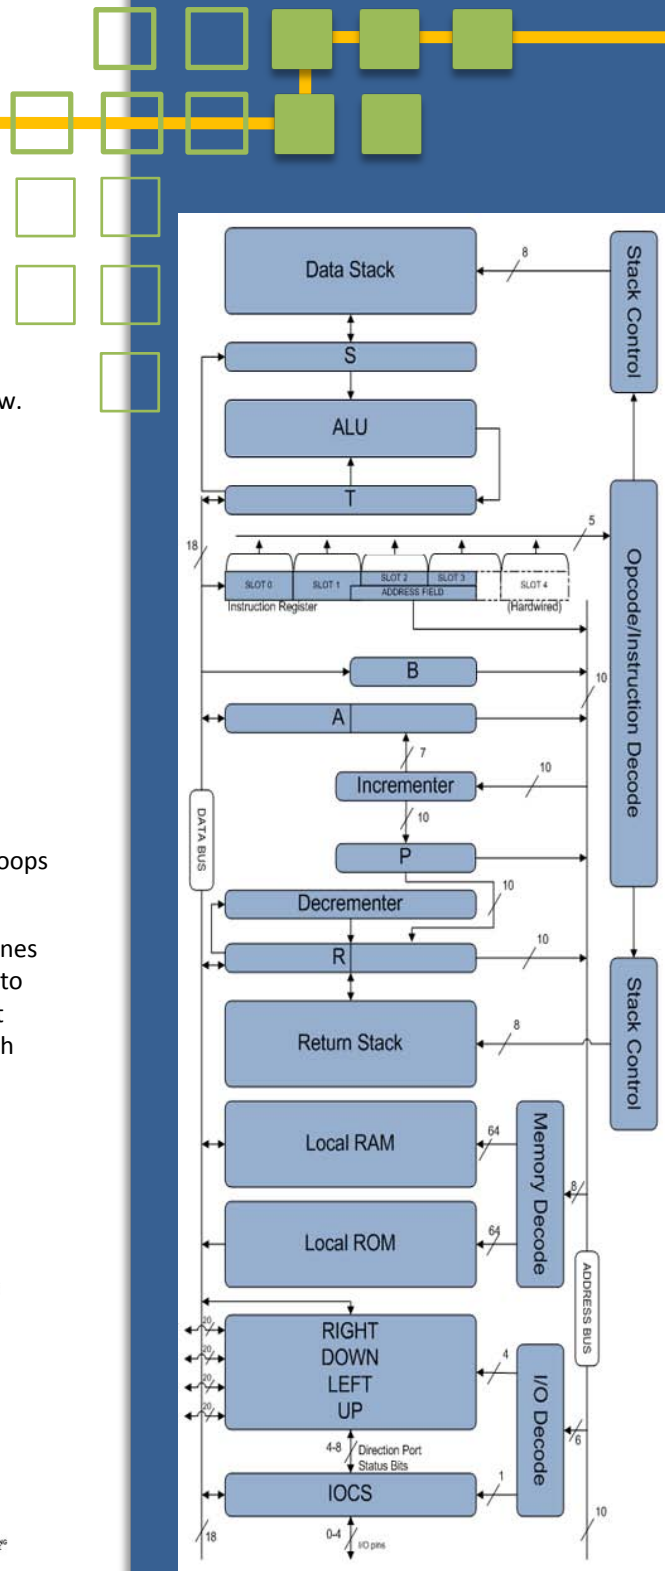 w.
oops
nes
to
t
h
Data Stack
8
Stack Control
S
ALU
T
18
5
SLOT 0
SLOT 1
SLOT 2
SLOT 3
SLOT 4
ADDRESS FIELD
Instruction Register
(Hardwired)
Opcode/Instruction Decode
B
10
A
7
Incrementer
10
10
DATA BUS
P
10
Decrementer
R
10
Return Stack
8
Stack Control
Local RAM
64
Memory Decode
8
Local ROM
64
ADDRESS BUS
20
RIGHT
20
DOWN
20
LEFT
20
UP
4
I/O Decode
6
4-8
Direction Port
Status Bits
IOCS
1
18
0-4
I/O pins
10